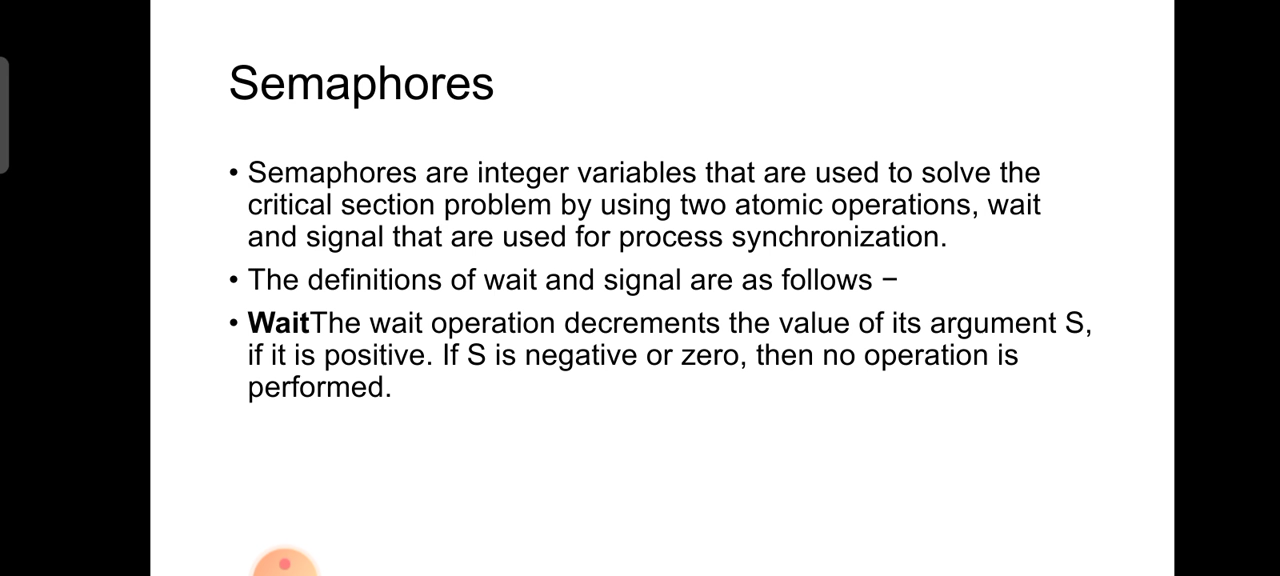 Semaphores
• Semaphores are integer variables that are used to solve the
critical section problem by using two atomic operations, wait
and signal that are used for process synchronization.
• The definitions of wait and signal are as follows −
• WaitThe wait operation decrements the value of its argument S,
if it is positive. If S is negative or zero, then no operation is
performed.